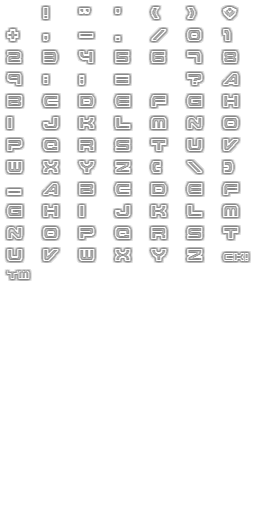 ! " ' ( ) 
+ , - . / 0 1
2 3 4 5 6 7 8
9 : ; = ? A
B C D E F G H
I J K L M N O
P Q R S T U V
W X Y Z [ \ ]
_ A B C D E F
G H I J K L M
N O P Q R S T
U V W X Y Z